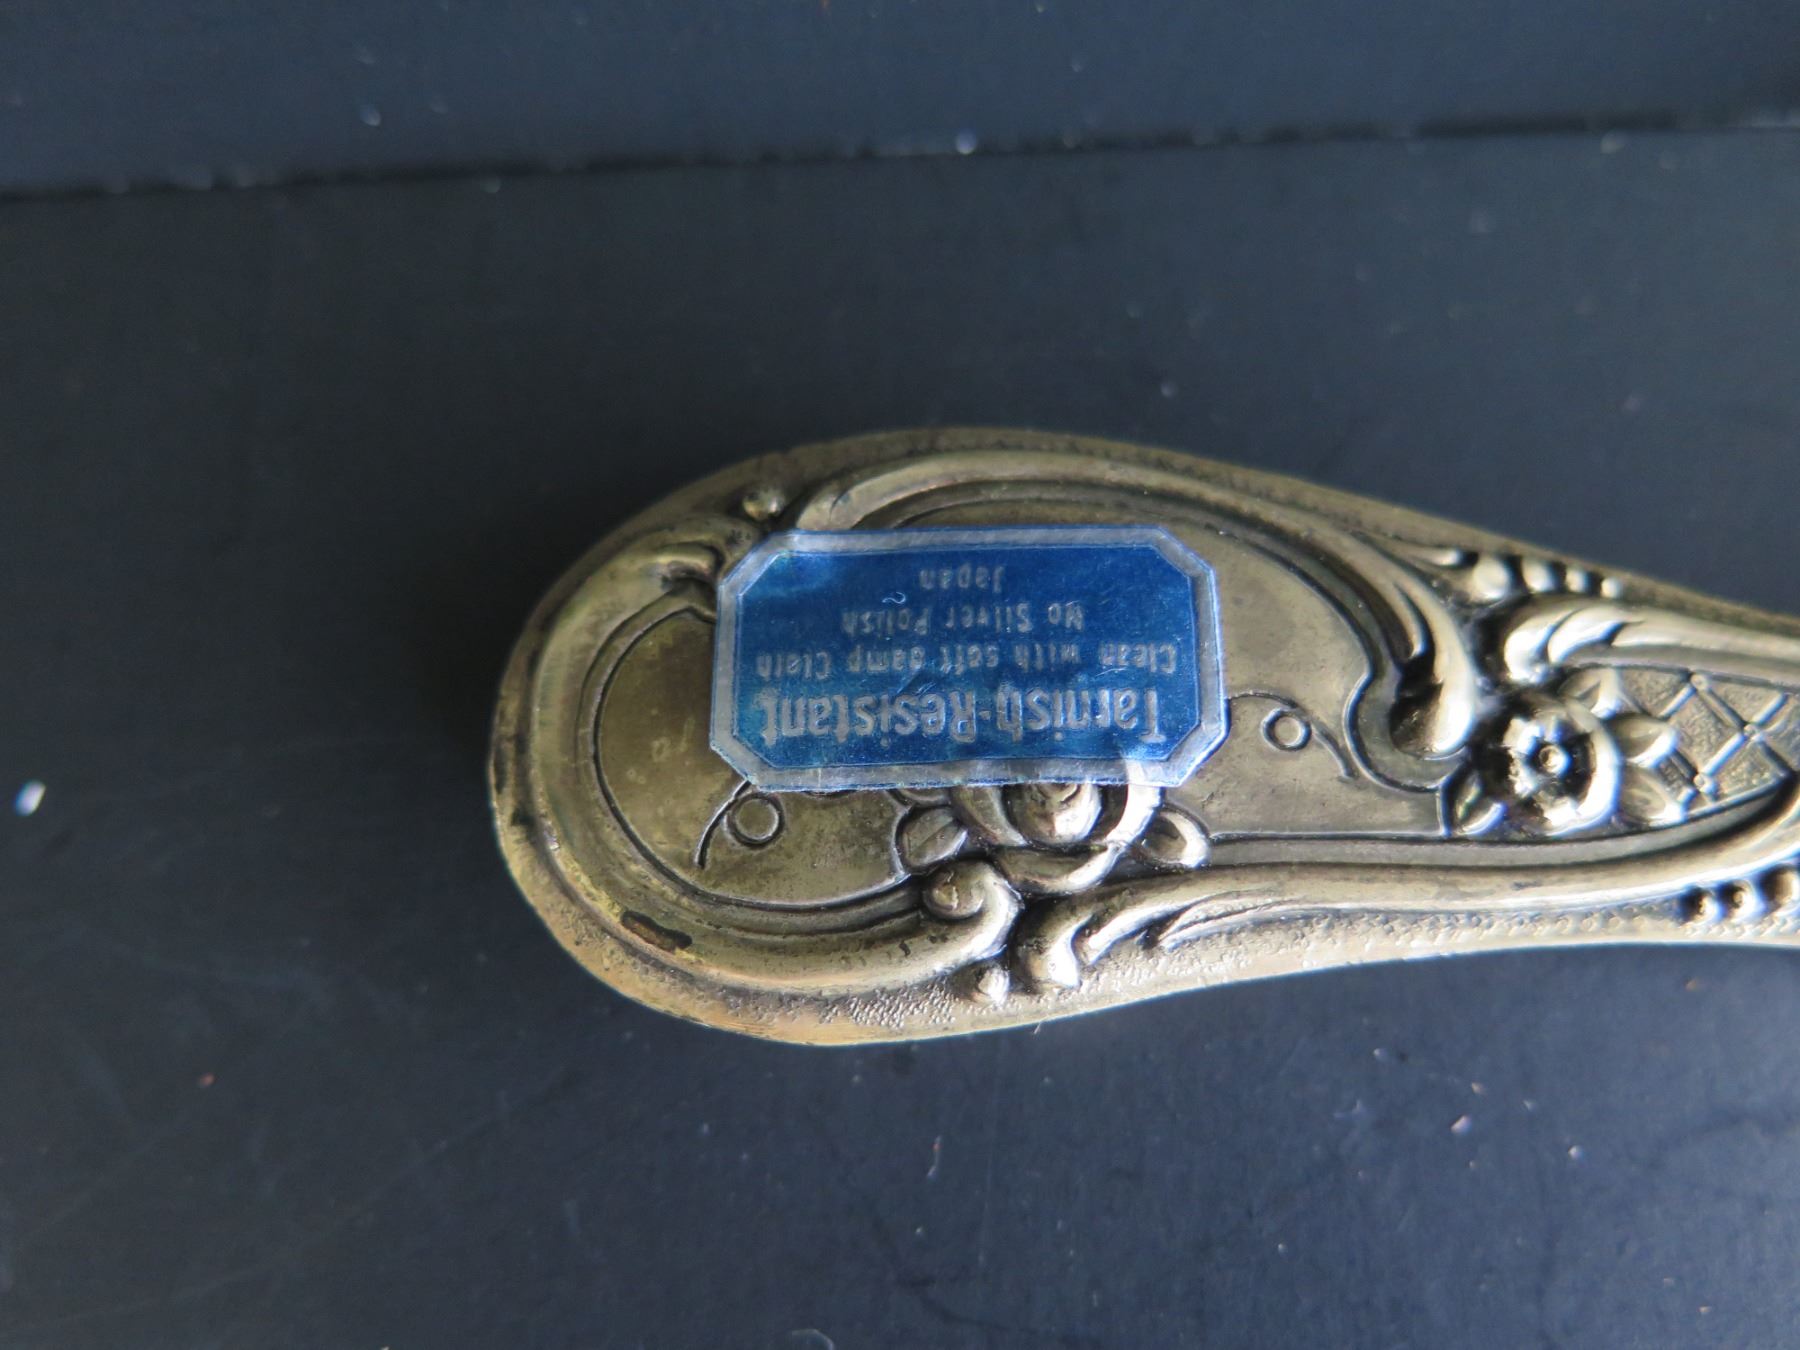 Tarnish-Resistant
Clean with soft damp Cloth
No Silver Polish
Japan